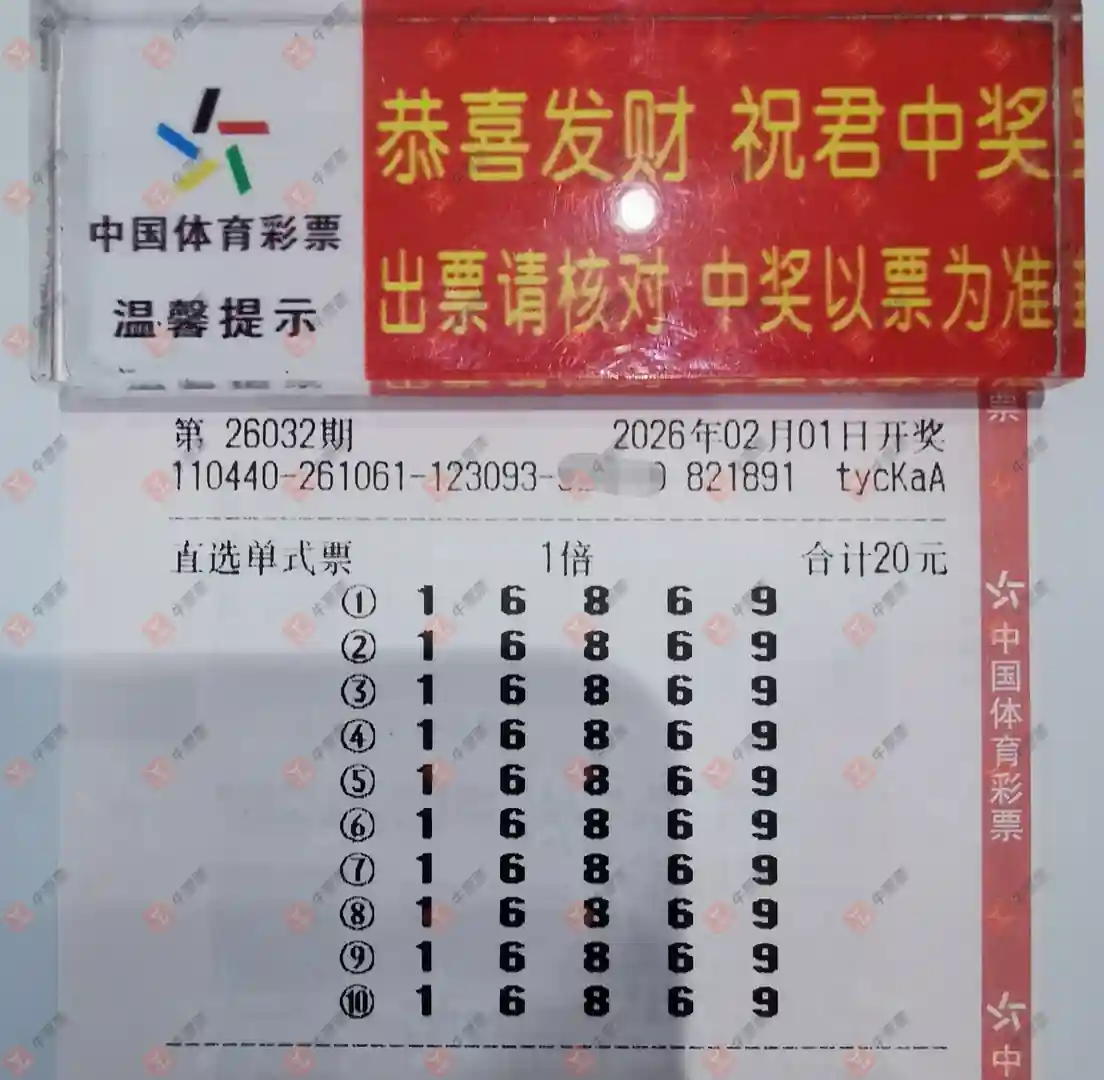 中国体育彩票
温馨提示
恭喜发财 祝君中奖
出票请核对 中奖以票为准
第 26032期 2026年02月01日开奖
110440-261061-123093- 0 821891 tycKaA
直选单式票 1倍 合计20元
① 1 6 8 6 9
② 1 6 8 6 9
③ 1 6 8 6 9
④ 1 6 8 6 9
⑤ 1 6 8 6 9
⑥ 1 6 8 6 9
⑦ 1 6 8 6 9
⑧ 1 6 8 6 9
⑨ 1 6 8 6 9
⑩ 1 6 8 6 9
票
中国体育彩票
中